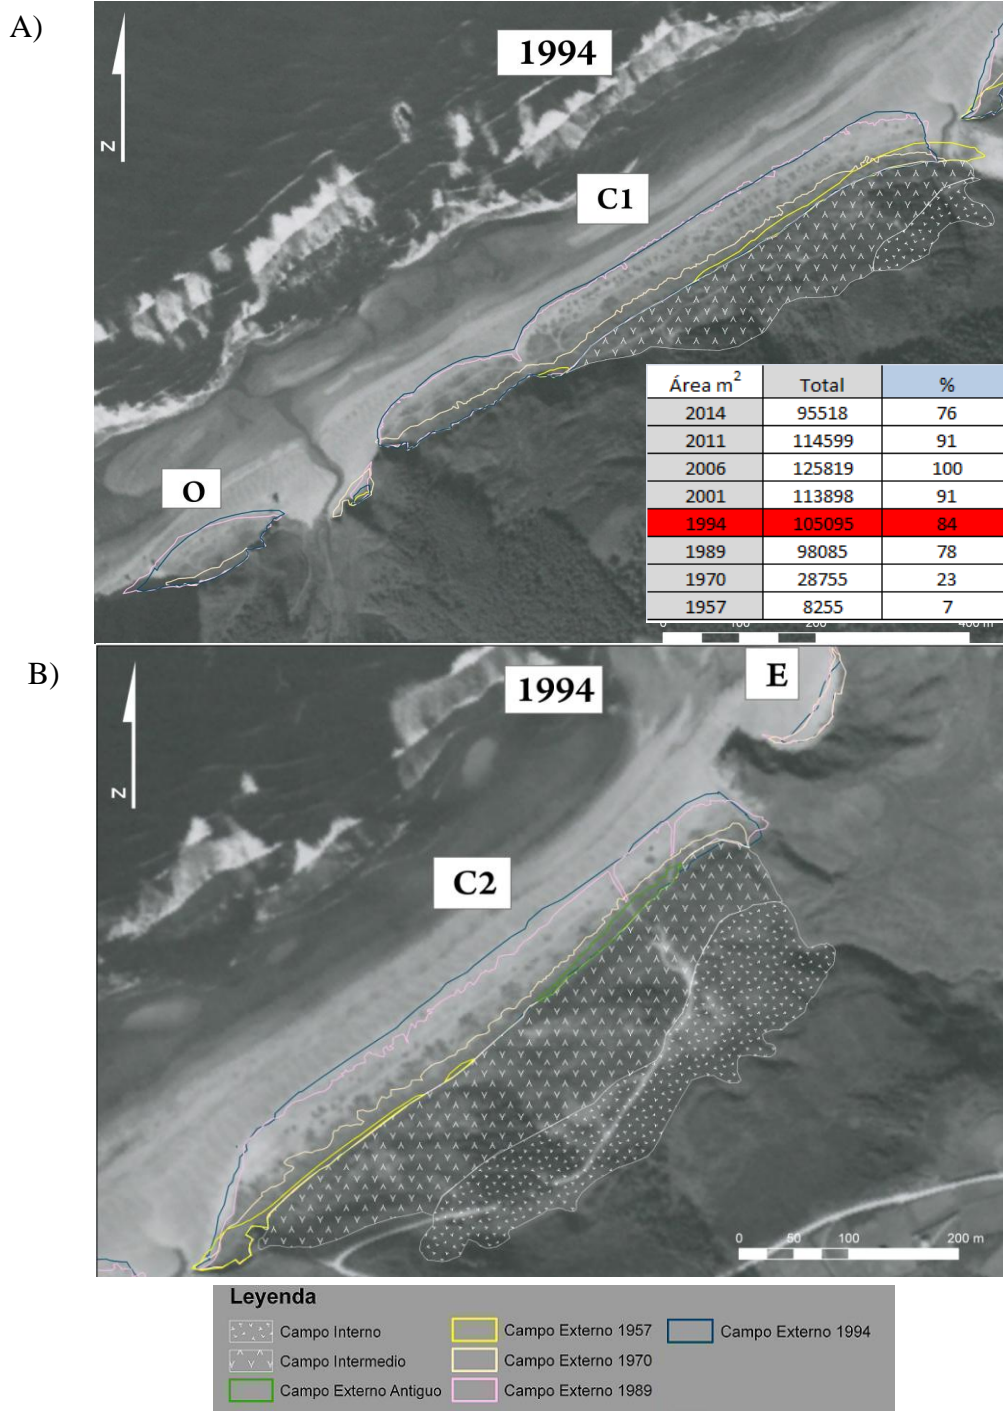 A)
1994
N
C1
O
Área m² Total %
2014 95518 76
2011 114599 91
2006 125819 100
2001 113898 91
1994 105095 84
1989 98085 78
1970 28755 23
1957 8255 7
0 100 200 400 m
B)
1994
E
N
C2
0 50 100 200 m
Leyenda
Campo Interno
Campo Intermedio
Campo Externo Antiguo
Campo Externo 1957
Campo Externo 1970
Campo Externo 1989
Campo Externo 1994